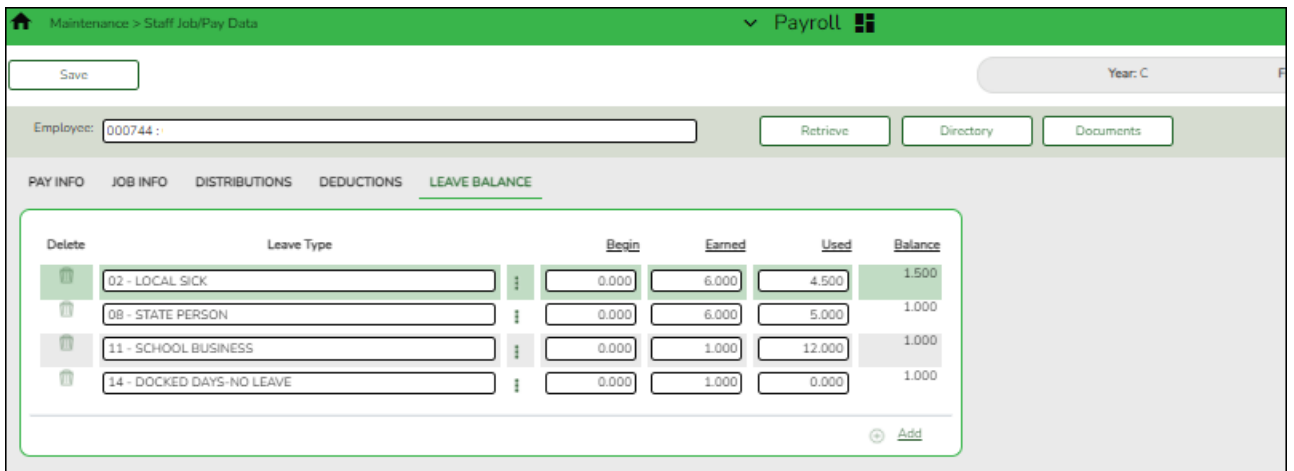 Maintenance > Staff Job/Pay Data
Payroll
Save
Year: C
F
Employee: 000744 :
Retrieve
Directory
Documents
PAY INFO JOB INFO DISTRIBUTIONS DEDUCTIONS LEAVE BALANCE
Delete Leave Type Begin Earned Used Balance
02 - LOCAL SICK 0.000 6.000 4.500 1.500
08 - STATE PERSON 0.000 6.000 5.000 1.000
11 - SCHOOL BUSINESS 0.000 1.000 12.000 1.000
14 - DOCKED DAYS-NO LEAVE 0.000 1.000 0.000 1.000
Add